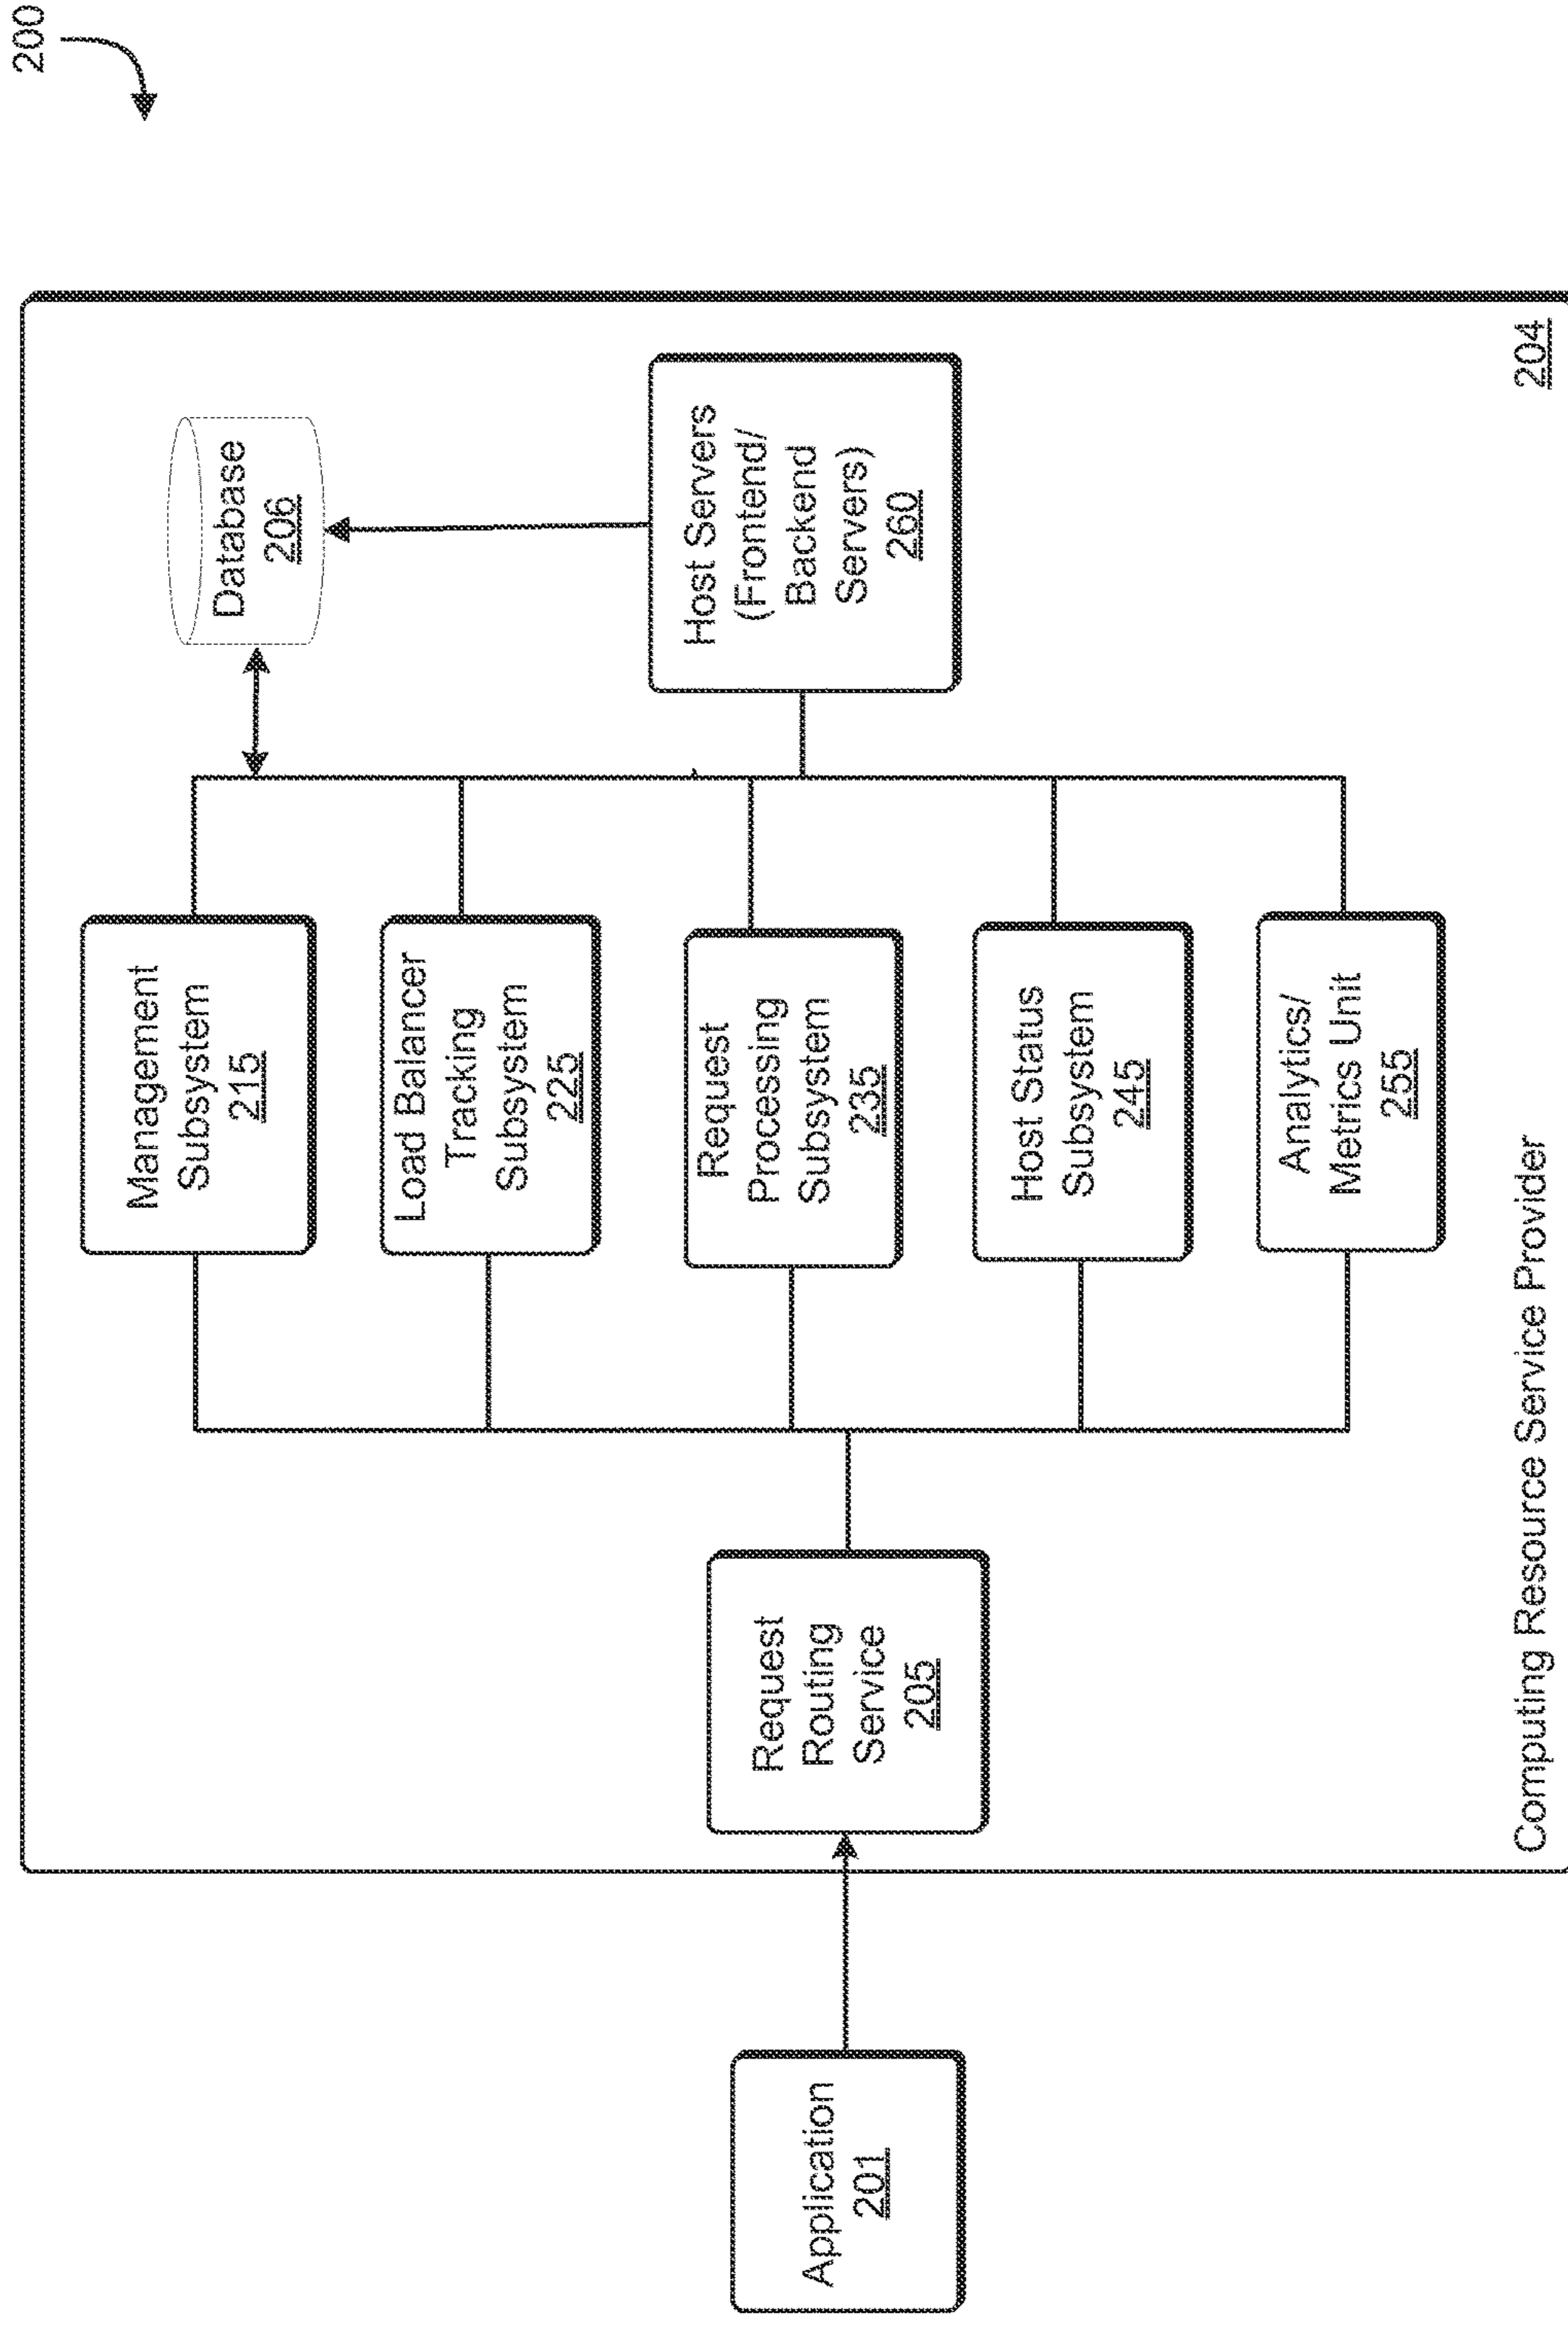 200
Application
201
Request
Routing
Service
205
Management
Subsystem
215
Load Balancer
Tracking
Subsystem
225
Request
Processing
Subsystem
235
Host Status
Subsystem
245
Analytics/
Metrics Unit
255
Database
206
Host Servers
(Frontend/
Backend
Servers)
260
Computing Resource Service Provider
204